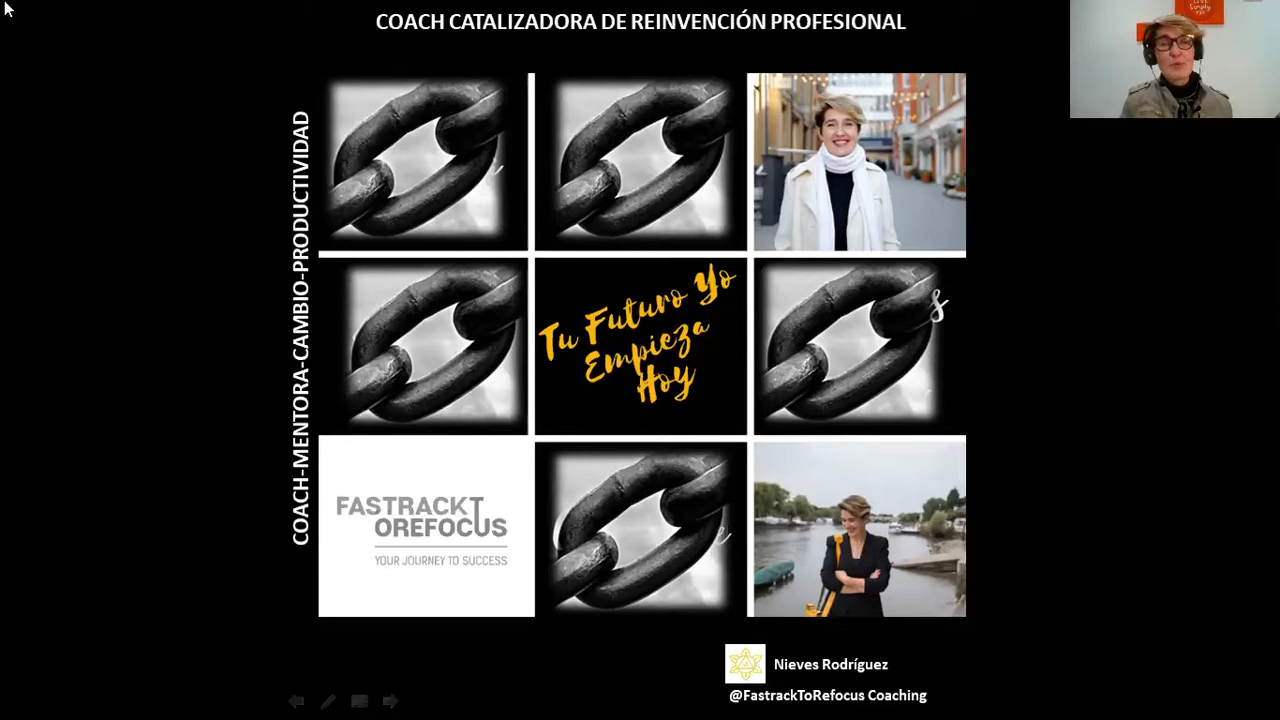 COACH CATALIZADORA DE REINVENCIÓN PROFESIONAL
COACH-MENTORA-CAMBIO-PRODUCTIVIDAD
Tu Futuro Yo
Empieza
Hoy
FASTRACKT
OREFOCUS
YOUR JOURNEY TO SUCCESS
Nieves Rodríguez
@FastrackToRefocus Coaching